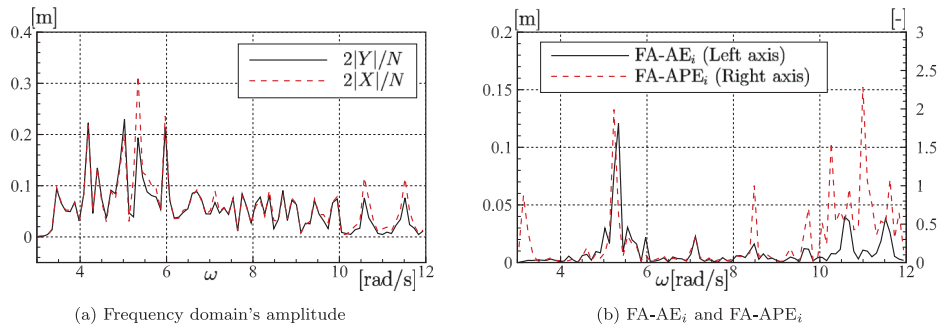 [m]
0.4
0.3
0.2
0.1
0
2|Y|/N
2|X|/N
4
6
8
10
12
ω
[rad/s]
(a) Frequency domain's amplitude
[m]
[-]
0.2
0.15
0.1
0.05
0
3
2.5
2
1.5
1
0.5
0
FA-AEᵢ (Left axis)
FA-APEᵢ (Right axis)
4
6
8
10
12
ω[rad/s]
(b) FA-AEᵢ and FA-APEᵢ